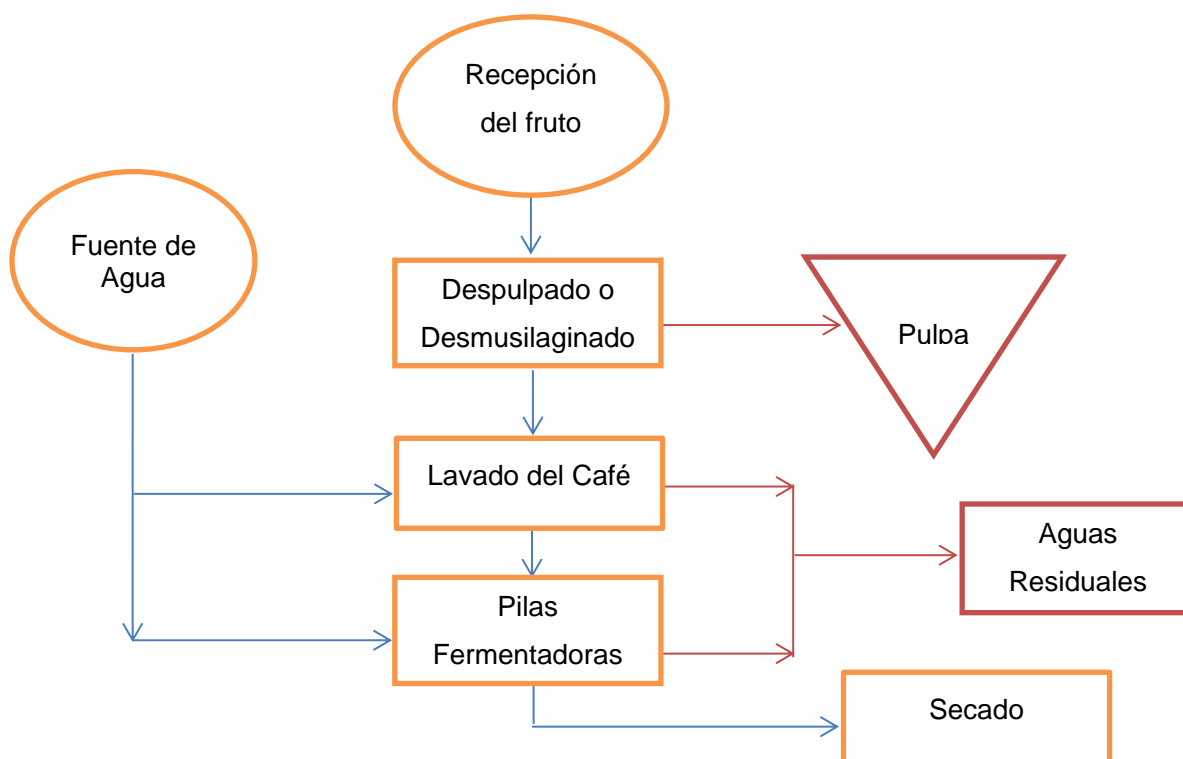 Recepción
del fruto
Fuente de
Agua
Despulpado o
Desmusilaginado
Pulpa
Lavado del Café
Aguas
Residuales
Pilas
Fermentadoras
Secado